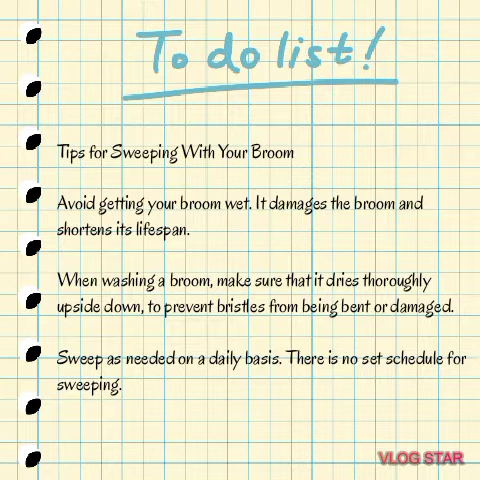 To do list!
Tips for Sweeping With Your Broom
Avoid getting your broom wet. It damages the broom and
shortens its lifespan.
When washing a broom, make sure that it dries thoroughly
upside down, to prevent bristles from being bent or damaged.
Sweep as needed on a daily basis. There is no set schedule for
sweeping.
VLOG STAR